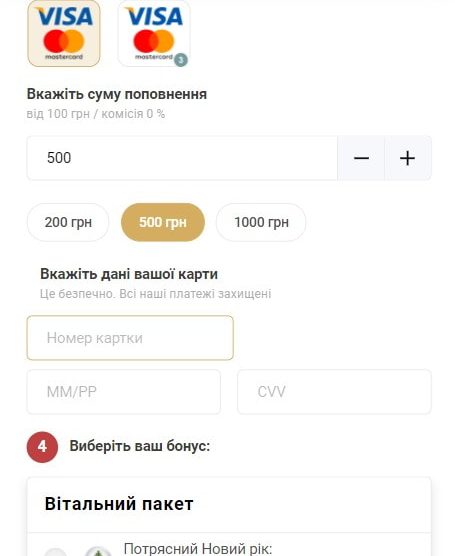 VISA VISA
mastercard mastercard 3
Вкажіть суму поповнення
від 100 грн / комісія 0 %
500 − +
200 грн 500 грн 1000 грн
Вкажіть дані вашої карти
Це безпечно. Всі наші платежі захищені
Номер картки
ММ/РР CVV
4 Виберіть ваш бонус:
Вітальний пакет
Потрясний Новий рік: